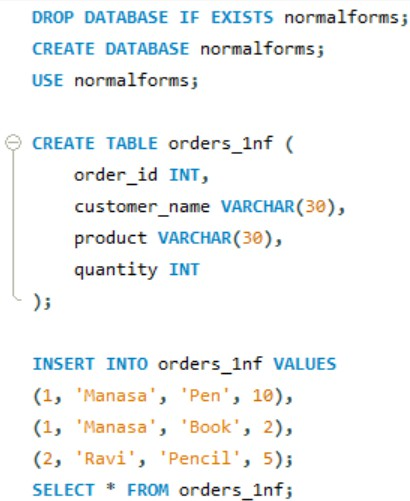 DROP DATABASE IF EXISTS normalforms;
CREATE DATABASE normalforms;
USE normalforms;
CREATE TABLE orders_1nf (
order_id INT,
customer_name VARCHAR(30),
product VARCHAR(30),
quantity INT
);
INSERT INTO orders_1nf VALUES
(1, 'Manasa', 'Pen', 10),
(1, 'Manasa', 'Book', 2),
(2, 'Ravi', 'Pencil', 5);
SELECT * FROM orders_1nf;